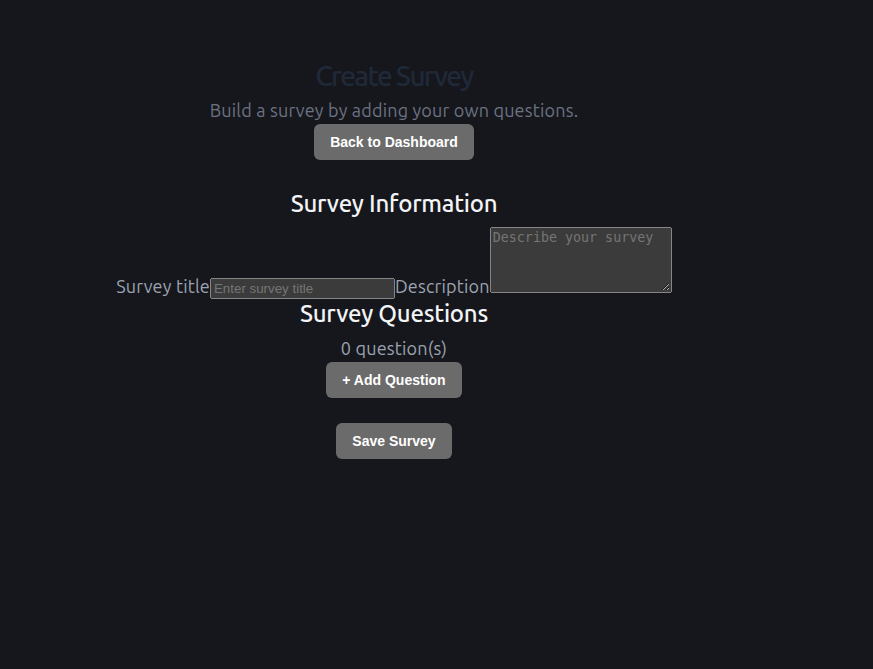 Create Survey
Build a survey by adding your own questions.
Back to Dashboard
Survey Information
Describe your survey
Survey title Enter survey title Description
Survey Questions
0 question(s)
+ Add Question
Save Survey